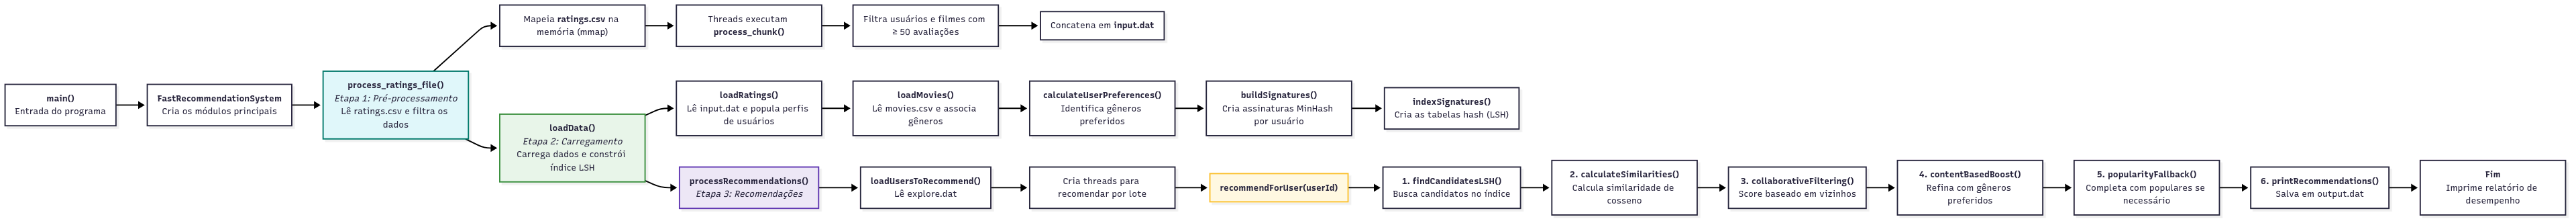 main()
Entrada do programa
FastRecommendationSystem
Cria os módulos principais
process_ratings_file()
Etapa 1: Pré-processamento
Lê ratings.csv e filtra os
dados
Mapeia ratings.csv na
memória (mmap)
Threads executam
process_chunk()
Filtra usuários e filmes com
≥ 50 avaliações
Concatena em input.dat
loadData()
Etapa 2: Carregamento
Carrega dados e constrói
índice LSH
loadRatings()
Lê input.dat e popula perfis
de usuários
loadMovies()
Lê movies.csv e associa
gêneros
calculateUserPreferences()
Identifica gêneros
preferidos
buildSignatures()
Cria assinaturas MinHash
por usuário
indexSignatures()
Cria as tabelas hash (LSH)
processRecommendations()
Etapa 3: Recomendações
loadUsersToRecommend()
Lê explore.dat
Cria threads para
recomendar por lote
recommendForUser(userId)
1. findCandidatesLSH()
Busca candidatos no índice
2. calculateSimilarities()
Calcula similaridade de
cosseno
3. collaborativeFiltering()
Score baseado em vizinhos
4. contentBasedBoost()
Refina com gêneros
preferidos
5. popularityFallback()
Completa com populares se
necessário
6. printRecommendations()
Salva em output.dat
Fim
Imprime relatório de
desempenho